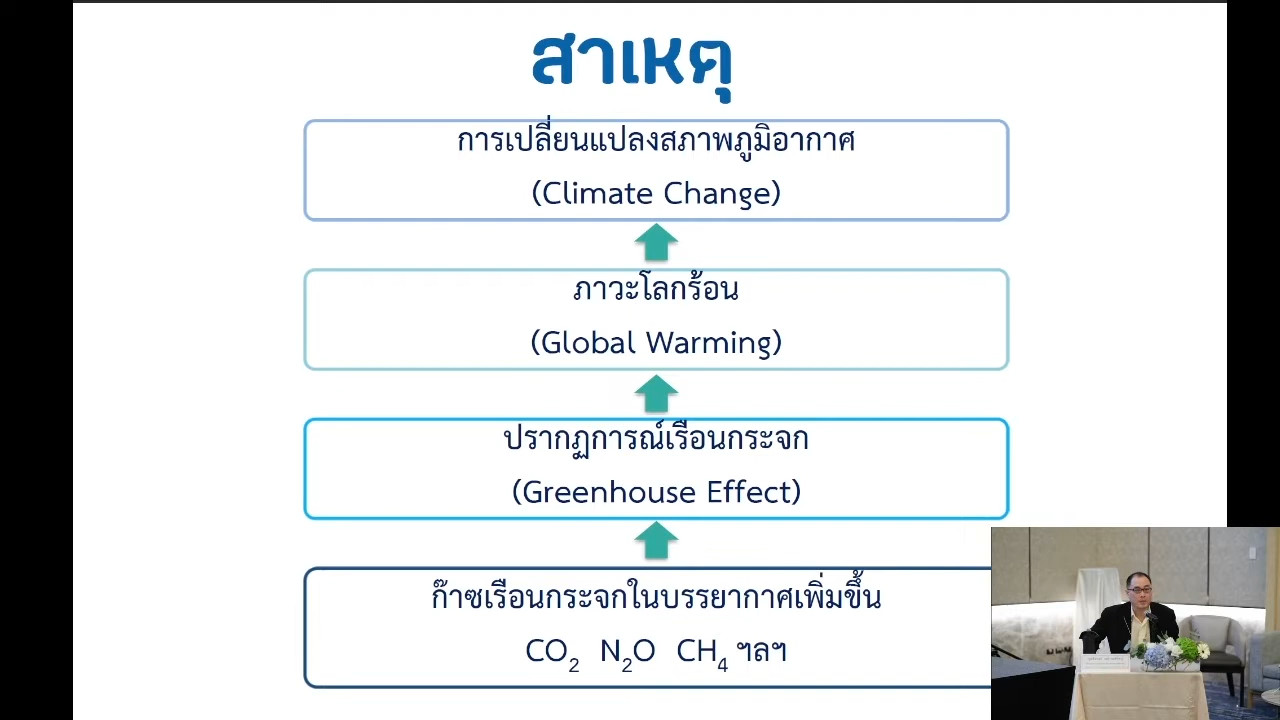 สาเหตุ
การเปลี่ยนแปลงสภาพภูมิอากาศ
(Climate Change)
ภาวะโลกร้อน
(Global Warming)
ปรากฏการณ์เรือนกระจก
(Greenhouse Effect)
ก๊าซเรือนกระจกในบรรยากาศเพิ่มขึ้น
CO₂ N₂O CH₄ ฯลฯ